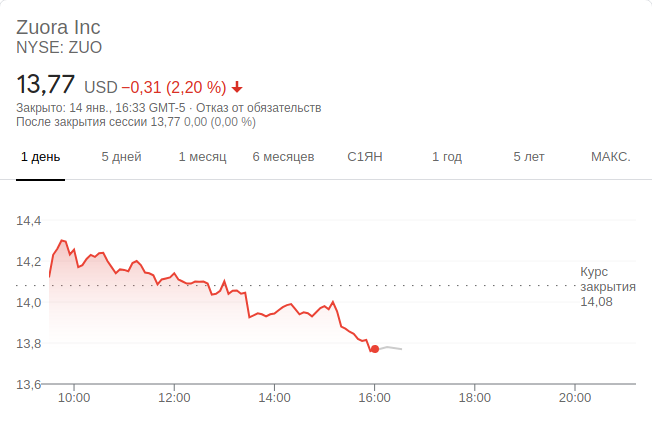 Zuora Inc
NYSE: ZUO
13,77 USD −0,31 (2,20 %)
Закрыто: 14 янв., 16:33 GMT-5 · Отказ от обязательств
После закрытия сессии 13,77 0,00 (0,00 %)
1 день 5 дней 1 месяц 6 месяцев С1ЯН 1 год 5 лет МАКС.
14,4
14,2
14,0
13,8
13,6
Курс
закрытия
14,08
10:00 12:00 14:00 16:00 18:00 20:00